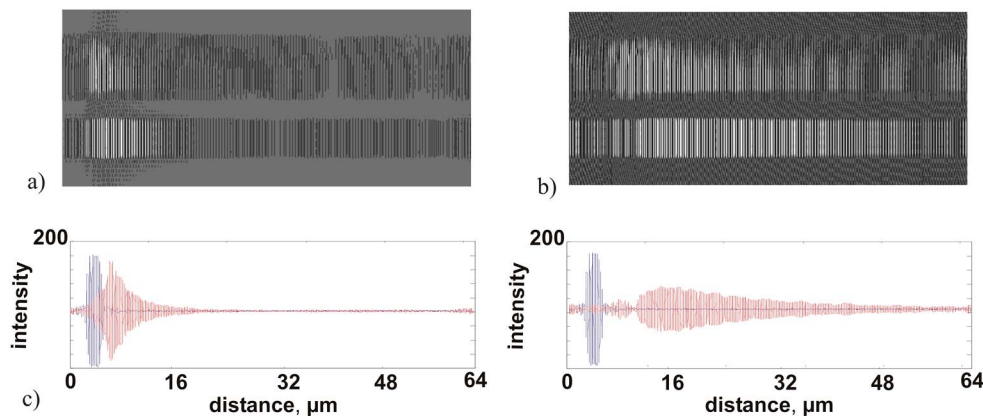 a)
b)
200
intensity
0 16 32 48 64
distance, μm
c)
200
intensity
0 16 32 48 64
distance, μm